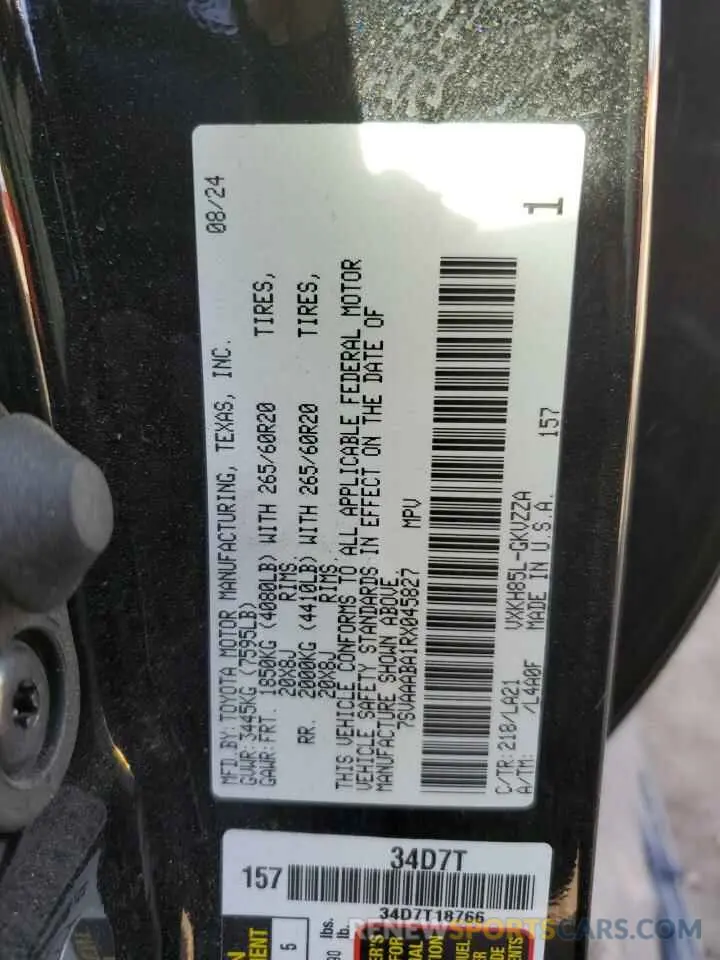 MFD.BY: TOYOTA MOTOR MANUFACTURING, TEXAS, INC. 08/24
GVWR: 3445KG (7595LB)
GAWR: FRT. 1850KG (4080LB) WITH 265/60R20 TIRES,
20X8J RIMS.
RR. 2000KG (4410LB) WITH 265/60R20 TIRES,
20X8J RIMS.
THIS VEHICLE CONFORMS TO ALL APPLICABLE FEDERAL MOTOR
VEHICLE SAFETY STANDARDS IN EFFECT ON THE DATE OF
MANUFACTURE SHOWN ABOVE
7SVAAABA1RX045827 MPV
C/TR: 218/LA21 VXKH85L-GKVZZA
A/TM: /L4A0F MADE IN U.S.A. 157
1
34D7T
157
34D7T18766
5
lbs.
lb.
RENEWSPORTSCARS.COM